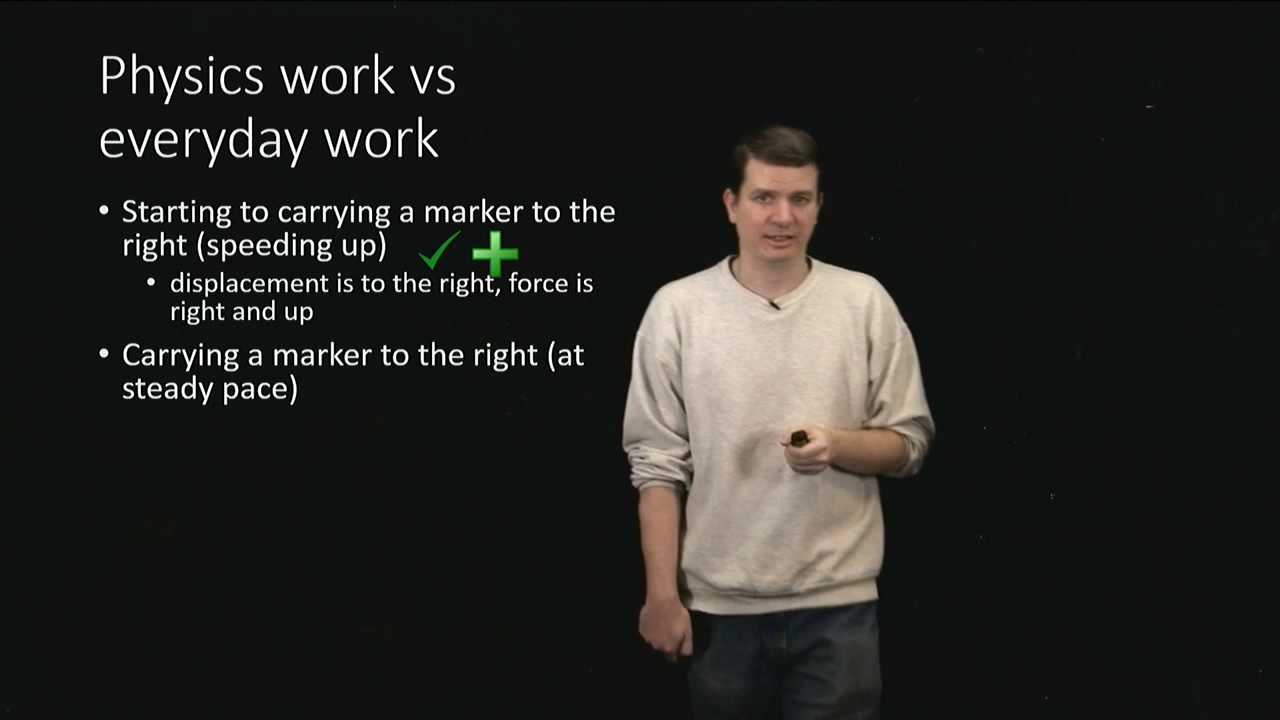 Physics work vs
everyday work
• Starting to carrying a marker to the
right (speeding up)
• displacement is to the right, force is
right and up
• Carrying a marker to the right (at
steady pace)